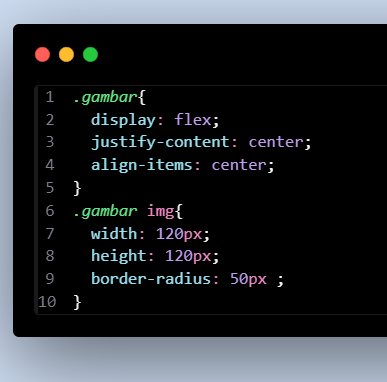 1 .gambar{
2 display: flex;
3 justify-content: center;
4 align-items: center;
5 }
6 .gambar img{
7 width: 120px;
8 height: 120px;
9 border-radius: 50px ;
10 }